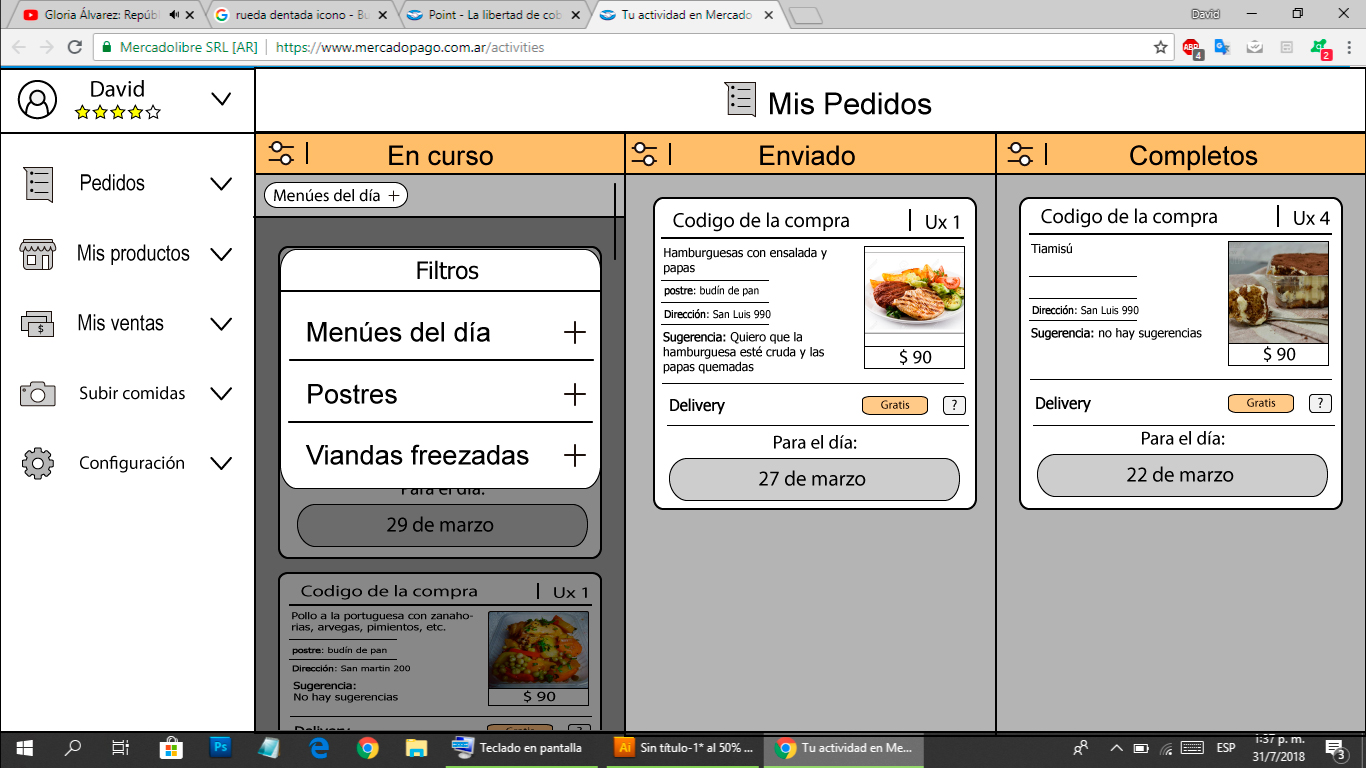 Gloria Álvarez: Repúbl
rueda dentada icono - Bu
Point - La libertad de cob
Tu actividad en Mercado
David
Mercadolibre SRL [AR]
https://www.mercadopago.com.ar/activities
ABP
4
2
David
Mis Pedidos
Pedidos
Mis productos
$
Mis ventas
Subir comidas
Configuración
En curso
Menúes del día +
Filtros
Menúes del día +
Postres +
Viandas freezadas +
Para el día:
29 de marzo
Codigo de la compra | Ux 1
Pollo a la portuguesa con zanaho-
rias, arvegas, pimientos, etc.
postre: budín de pan
Dirección: San martin 200
Sugerencia:
No hay sugerencias
$ 90
Delivery
Gratis
?
Enviado
Codigo de la compra | Ux 1
Hamburguesas con ensalada y
papas
postre: budín de pan
Dirección: San Luis 990
Sugerencia: Quiero que la
hamburguesa esté cruda y las
papas quemadas
$ 90
Delivery
Gratis
?
Para el día:
27 de marzo
Completos
Codigo de la compra | Ux 4
Tiamisú
Dirección: San Luis 990
Sugerencia: no hay sugerencias
$ 90
Delivery
Gratis
?
Para el día:
22 de marzo
Ps
Teclado en pantalla
Ai
Sin título-1* al 50% ...
Tu actividad en Me...
ESP
1:37 p. m.
31/7/2018
3